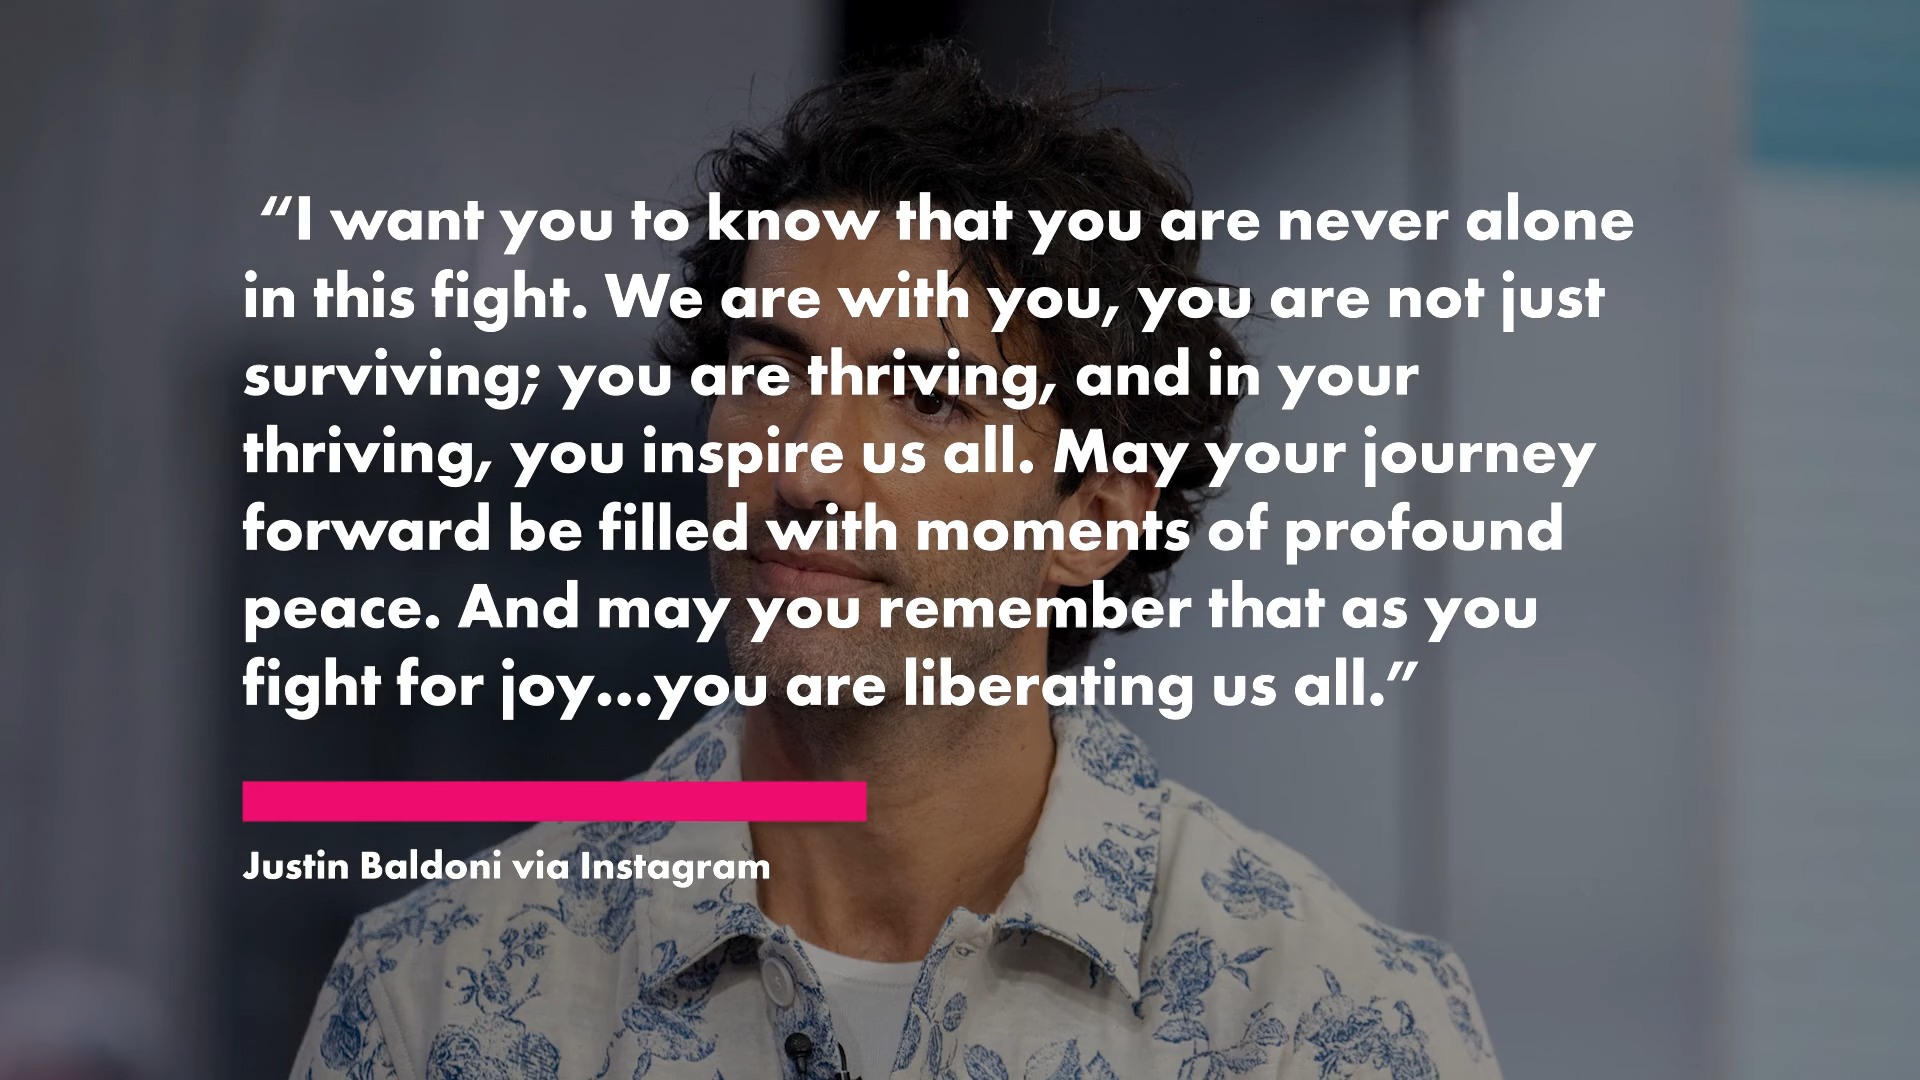 “I want you to know that you are never alone
in this fight. We are with you, you are not just
surviving; you are thriving, and in your
thriving, you inspire us all. May your journey
forward be filled with moments of profound
peace. And may you remember that as you
fight for joy...you are liberating us all.”
Justin Baldoni via Instagram